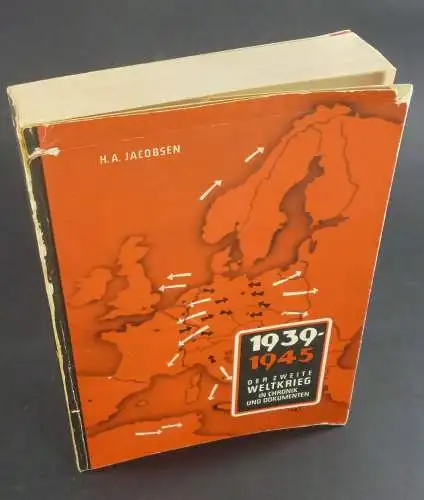 H. A. JACOBSEN
1939-
1945
DER ZWEITE
WELTKRIEG
IN CHRONIK
UND DOKUMENTEN